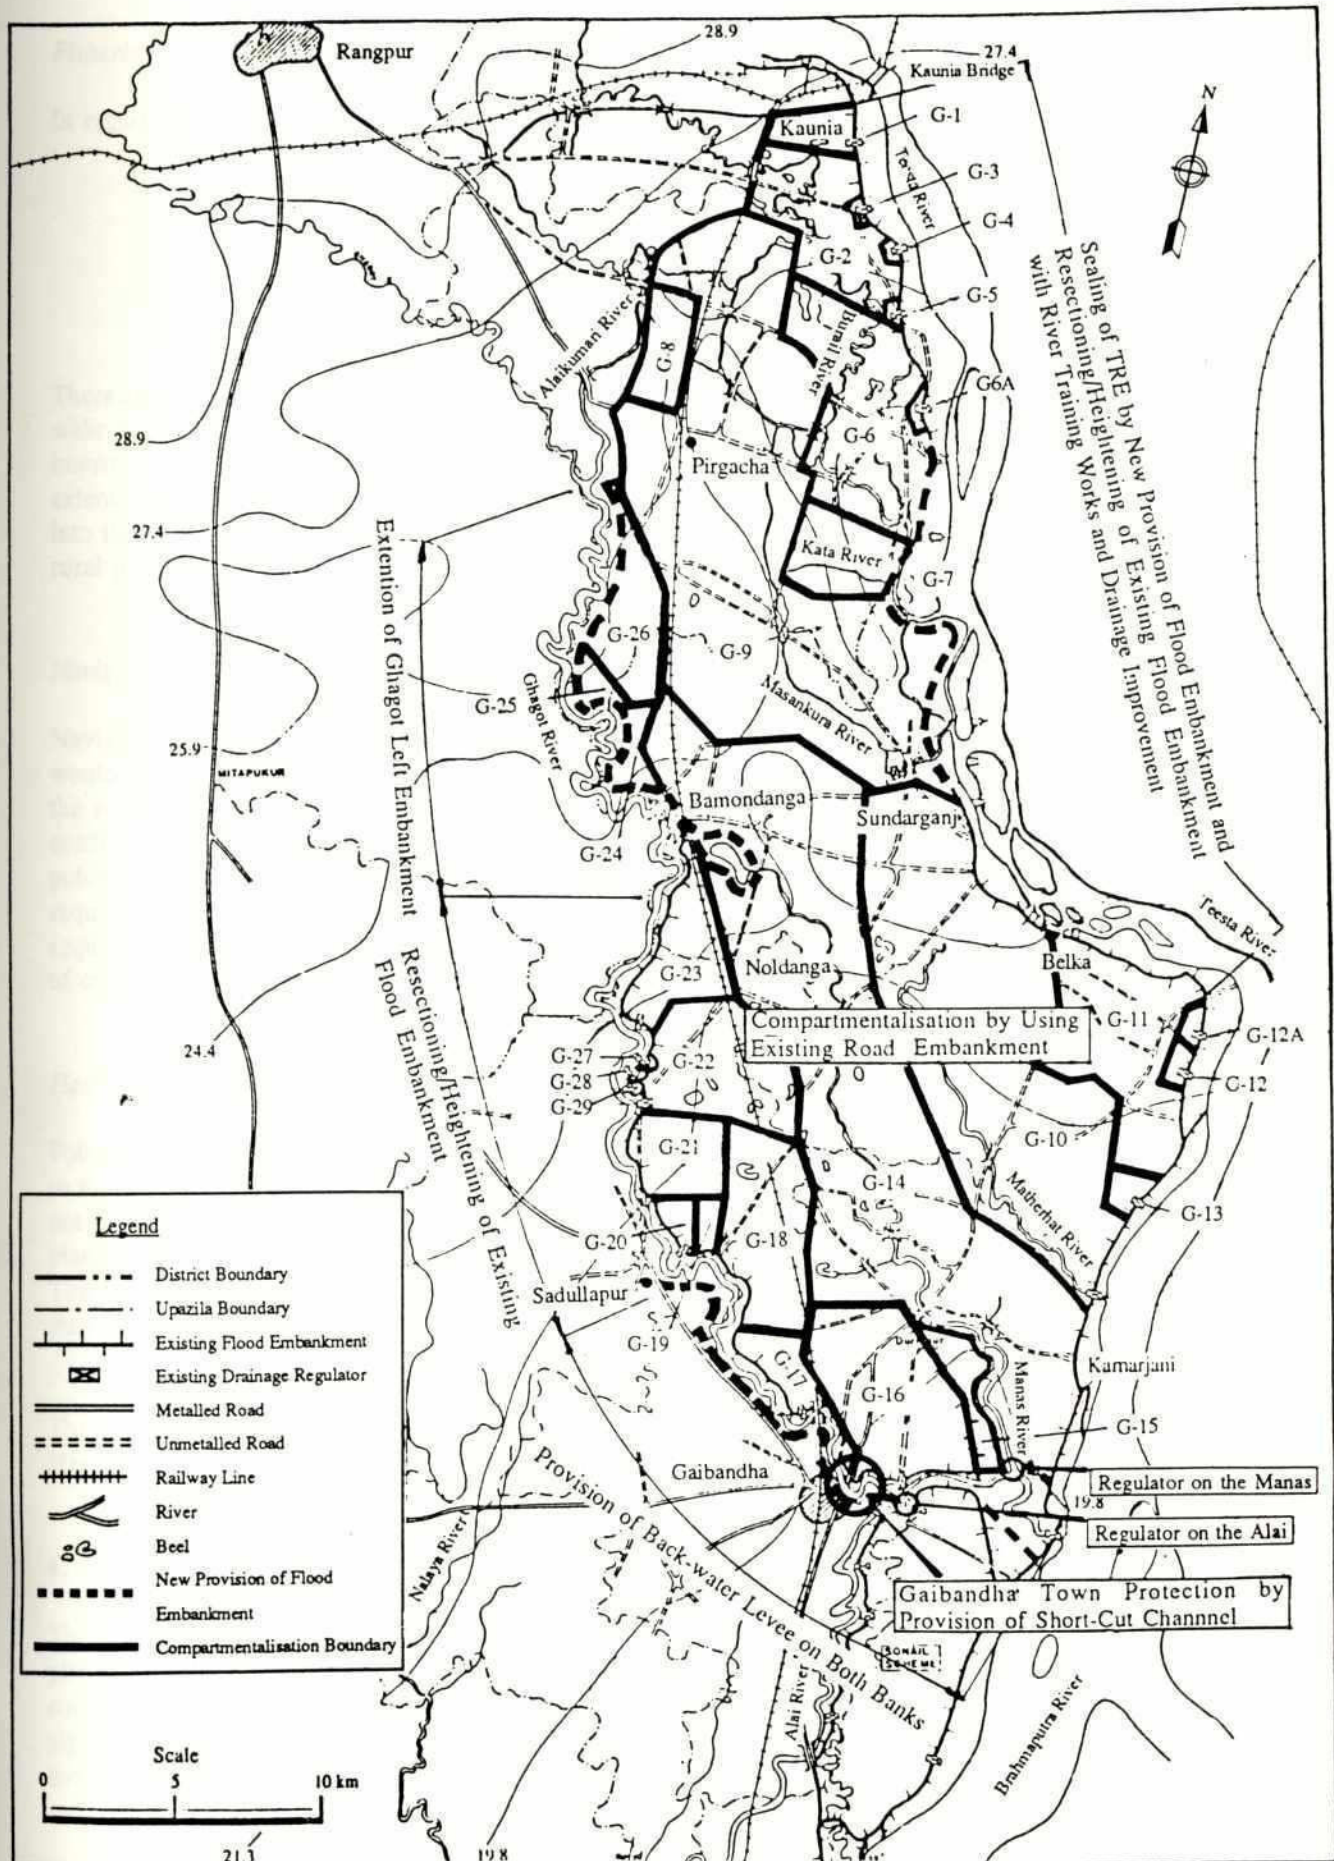 Rangpur
28.9
27.4
Kaunia Bridge
N
Kaunia
G-1
Teesta River
G-3
G-4
G-2
G-5
Alaikumari River
G-8
Burail River
G6A
G-6
28.9
Pirgacha
Sealing of TRE by New Provision of Flood Embankment and
Resectioning/Heightening of Existing Flood Embankment
with River Training Works and Drainage Improvement
27.4
Extention of Ghagot Left Embankment
Kata River
G-7
G-26
G-9
G-25
Ghagot River
Masankura River
25.9
MITAPUKUR
Bamondanga
Sundarganj
G-24
Teesta River
G-23
Noldanga
Belka
Resectioning/Heightening of Existing
Flood Embankment
Compartmentalisation by Using
Existing Road Embankment
G-11
G-12A
24.4
G-27
G-22
G-28
G-12
G-29
G-21
G-10
G-14
Matherhat River
G-13
G-20
G-18
Sadullapur
G-19
G-17
G-16
Manas River
Kamarjani
G-15
Gaibandha
Regulator on the Manas
19.8
Regulator on the Alai
Provision of Back-water Levee on Both Banks
Nalaya River
Gaibandha Town Protection by
Provision of Short-Cut Channnel
SONAIL
SCHEME
Alai River
Brahmaputra River
Legend
District Boundary
Upazila Boundary
Existing Flood Embankment
Existing Drainage Regulator
Metalled Road
Unmetalled Road
Railway Line
River
Beel
New Provision of Flood
Embankment
Compartmentalisation Boundary
Scale
0 5 10 km
21.3
19.8